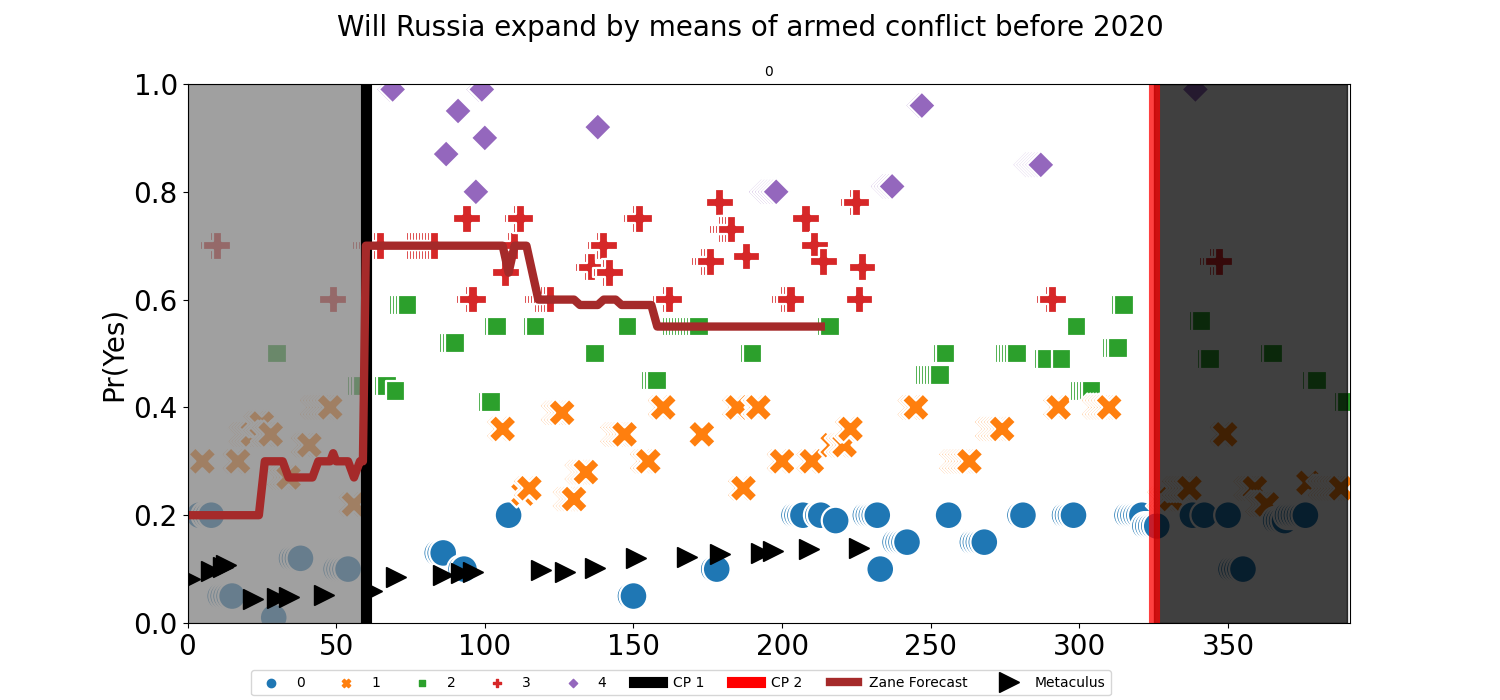 Will Russia expand by means of armed conflict before 2020
0
1.0
0.8
0.6
0.4
0.2
0.0
Pr(Yes)
0 50 100 150 200 250 300 350
0 1 2 3 4 CP 1 CP 2 Zane Forecast Metaculus